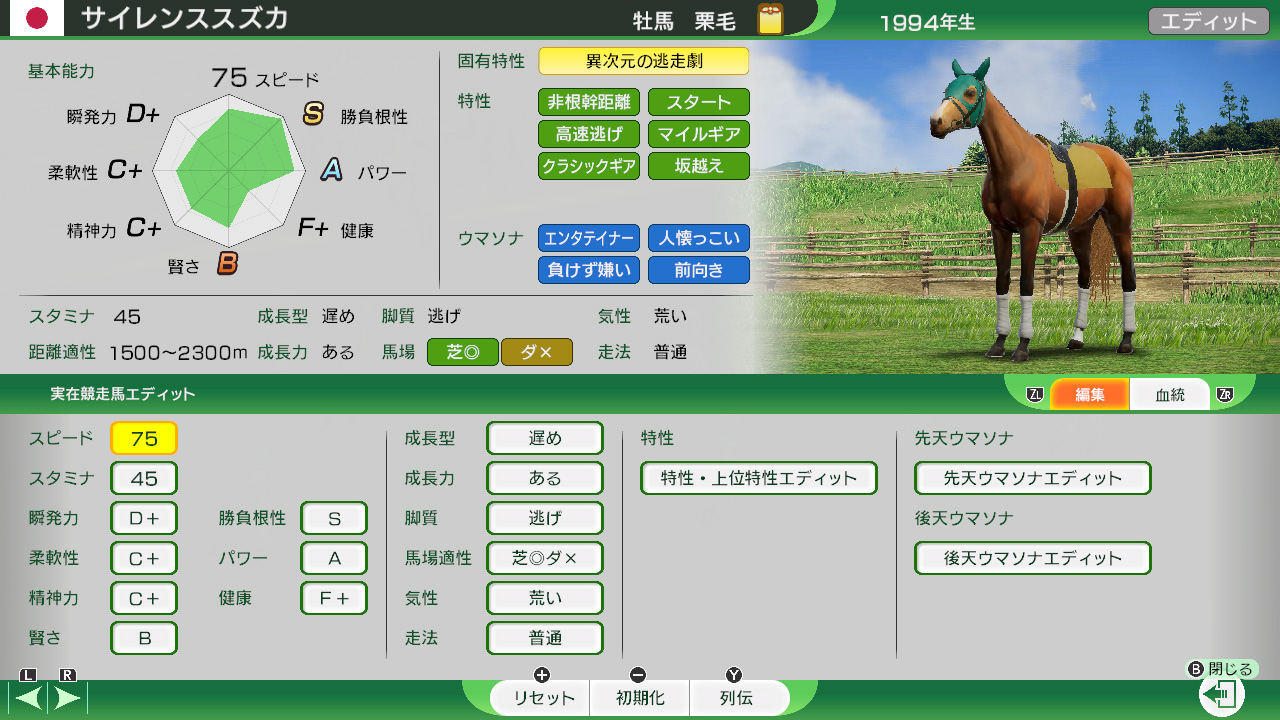 サイレンススズカ 牡馬 栗毛 1994年生 エディット
基本能力 75 スピード
瞬発力 D+ S 勝負根性
柔軟性 C+ A パワー
精神力 C+ F+ 健康
賢さ B
固有特性 異次元の逃走劇
特性 非根幹距離 スタート
高速逃げ マイルギア
クラシックギア 坂越え
ウマソナ エンタテイナー 人懐っこい
負けず嫌い 前向き
スタミナ 45 成長型 遅め 脚質 逃げ 気性 荒い
距離適性 1500~2300m 成長力 ある 馬場 芝◎ ダ× 走法 普通
実在競走馬エディット ZL 編集 血統 ZR
スピード 75 成長型 遅め 特性 先天ウマソナ
スタミナ 45 成長力 ある 特性・上位特性エディット 先天ウマソナエディット
瞬発力 D+ 勝負根性 S 脚質 逃げ 後天ウマソナ
柔軟性 C+ パワー A 馬場適性 芝◎ダ× 後天ウマソナエディット
精神力 C+ 健康 F+ 気性 荒い
賢さ B 走法 普通
L R + − Y B 閉じる
リセット 初期化 列伝